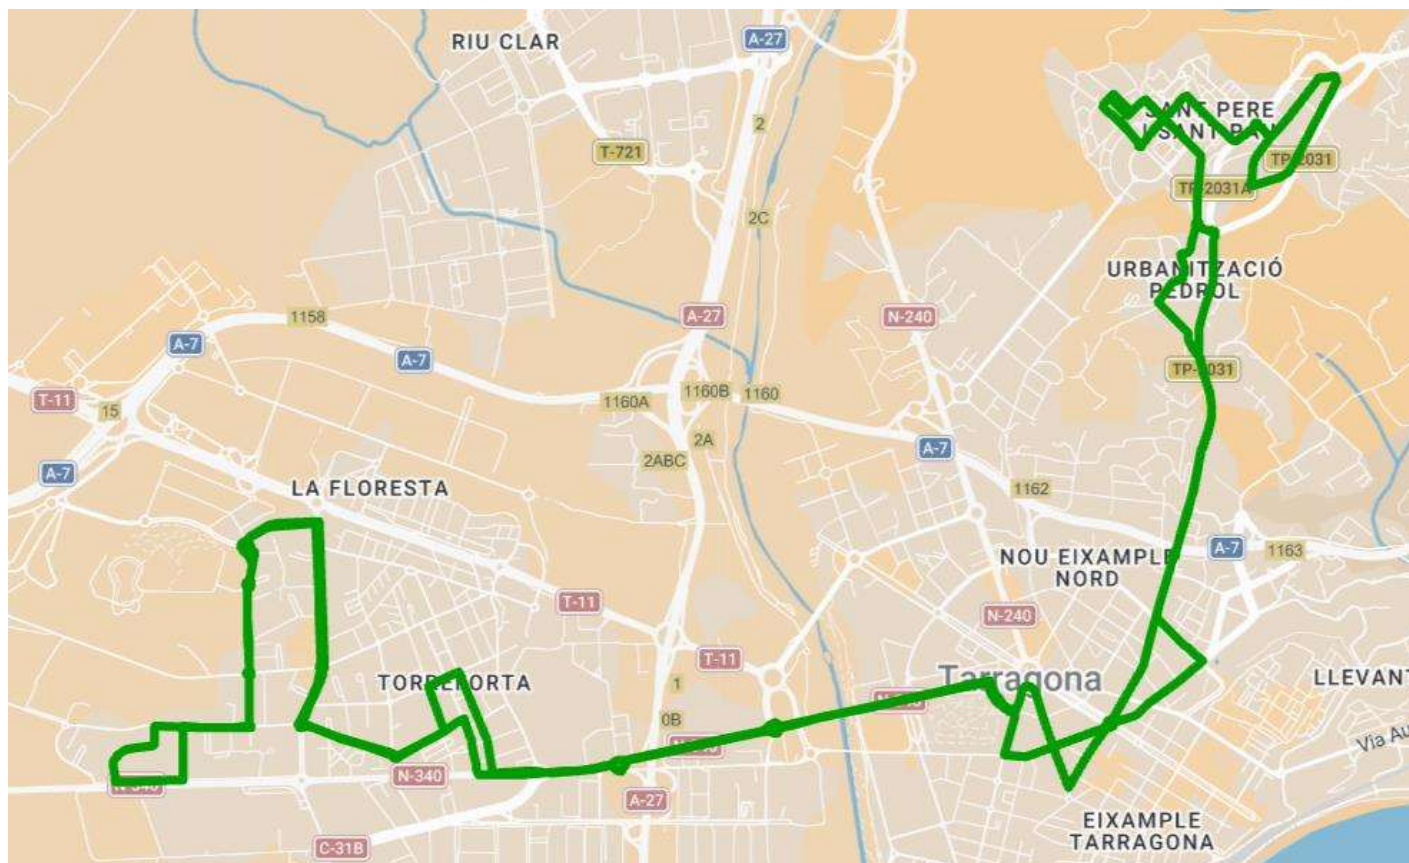 RIU CLAR
A-27
2
T-721
SANT PERE
I SANT PAU
TP-2031
TP-2031A
2C
URBANITZACIÓ
PEDROL
1158
A-7
A-7
A-27
N-240
TP-2031
T-11
15
1160A
1160B
1160
2A
2ABC
A-7
A-7
1162
LA FLORESTA
NOU EIXAMPLE
NORD
A-7
1163
T-11
N-240
T-11
TORREFORTA
1
Tarragona
LLEVANT
0B
Via Au
N-340
N-340
A-27
EIXAMPLE
TARRAGONA
C-31B